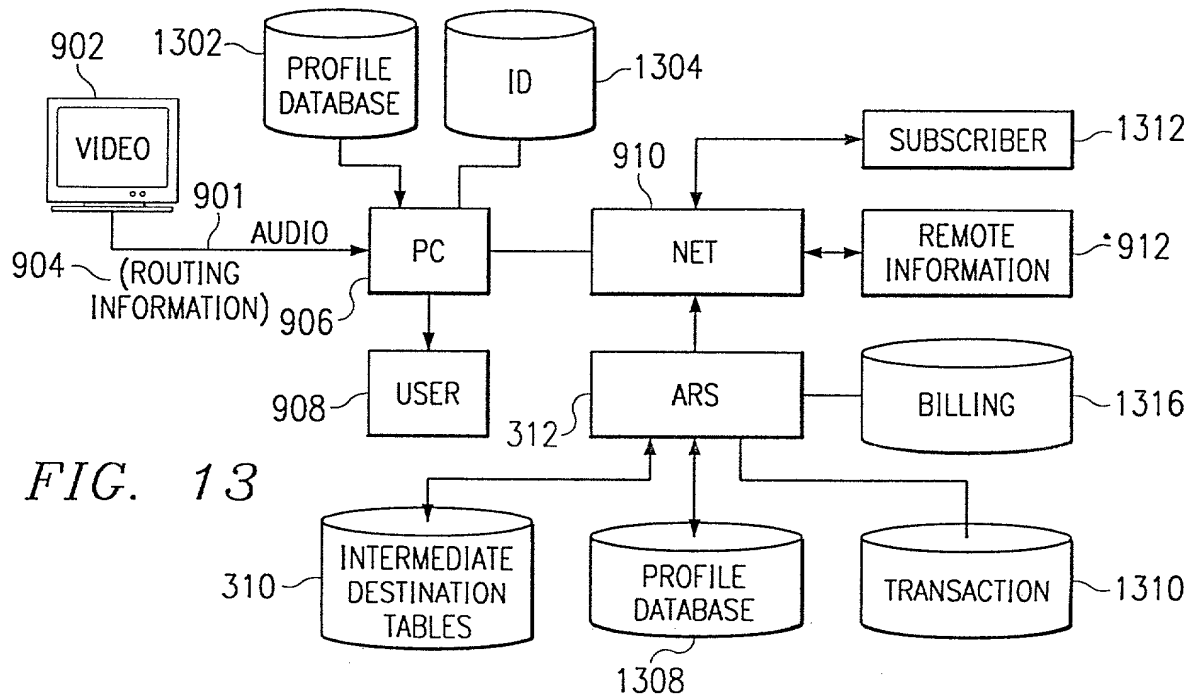 1302
902
PROFILE
DATABASE
ID
1304
VIDEO
910
SUBSCRIBER
1312
901
AUDIO
904
(ROUTING
INFORMATION)
PC
NET
REMOTE
INFORMATION
912
906
USER
908
ARS
312
BILLING
1316
FIG. 13
310
INTERMEDIATE
DESTINATION
TABLES
PROFILE
DATABASE
1308
TRANSACTION
1310